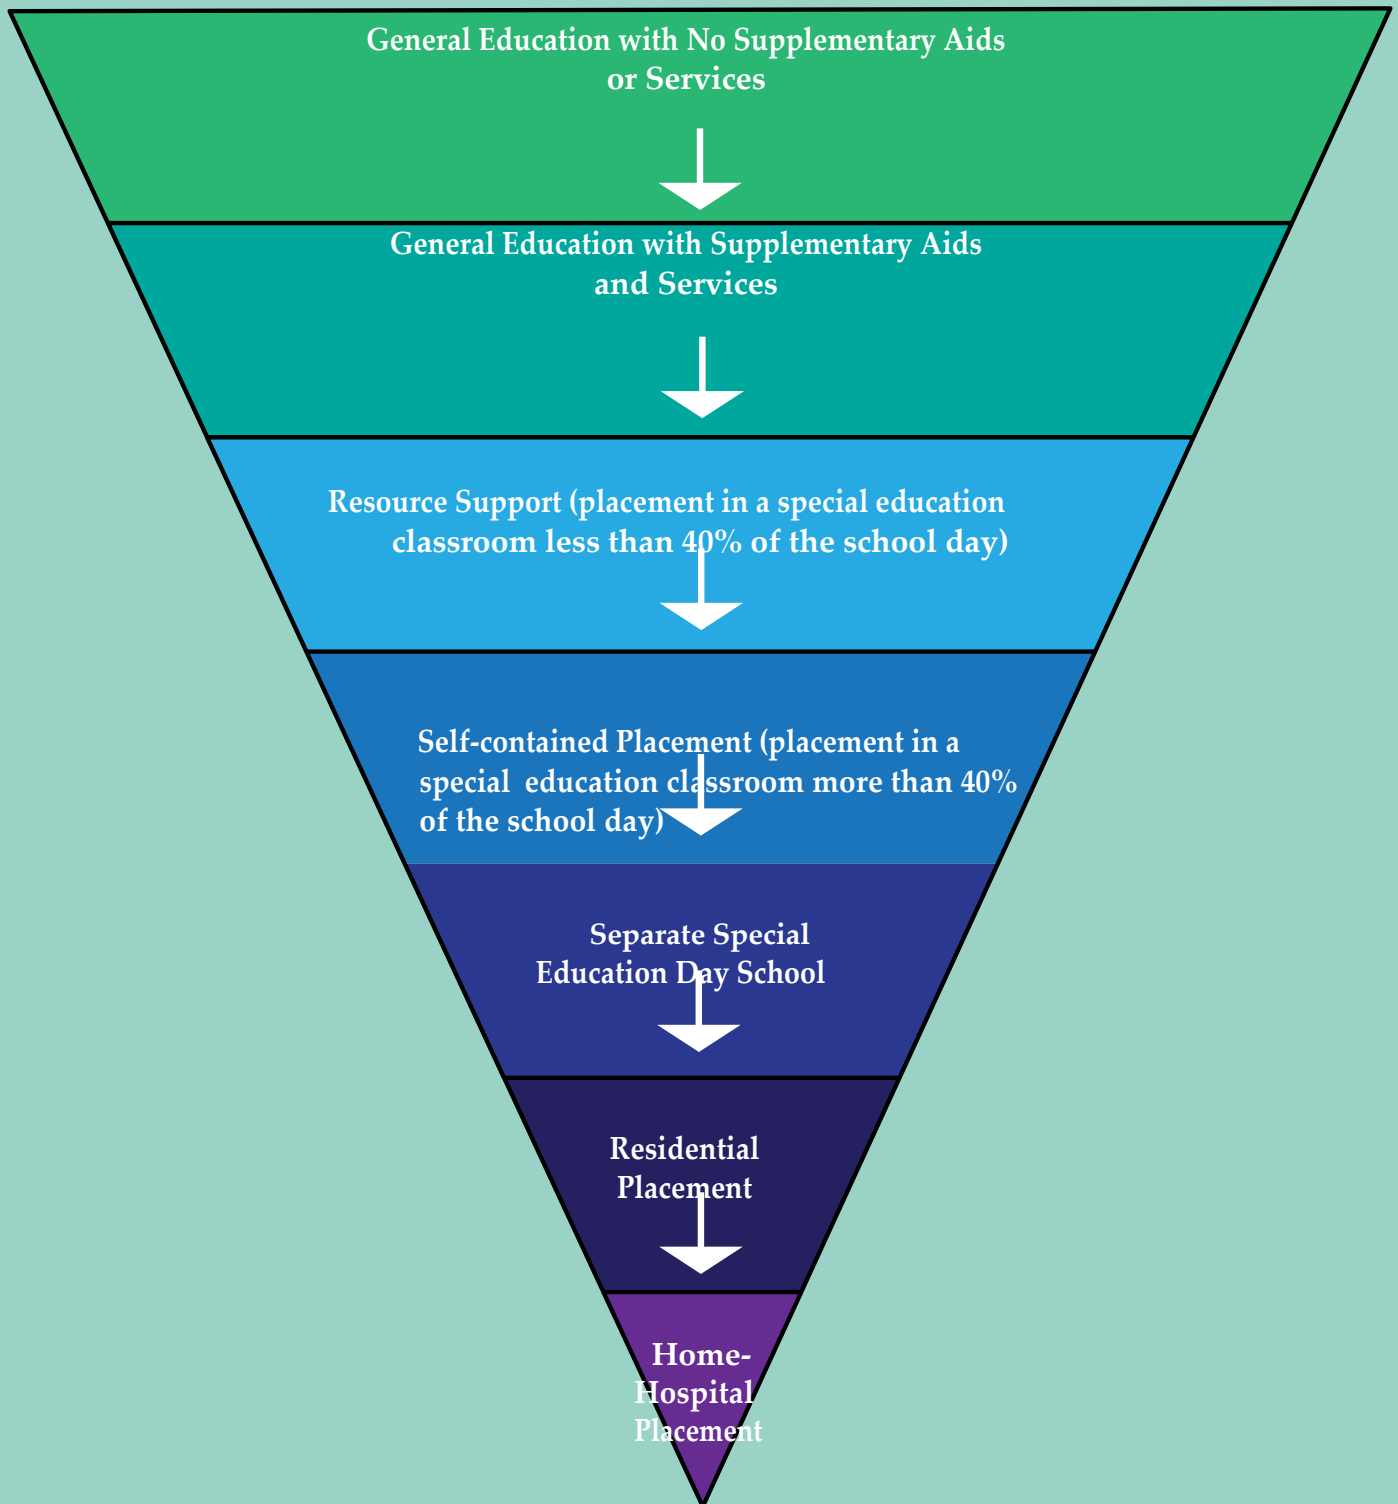 General Education with No Supplementary Aids
or Services
General Education with Supplementary Aids
and Services
Resource Support (placement in a special education
classroom less than 40% of the school day)
Self-contained Placement (placement in a
special education classroom more than 40%
of the school day)
Separate Special
Education Day School
Residential
Placement
Home-
Hospital
Placement